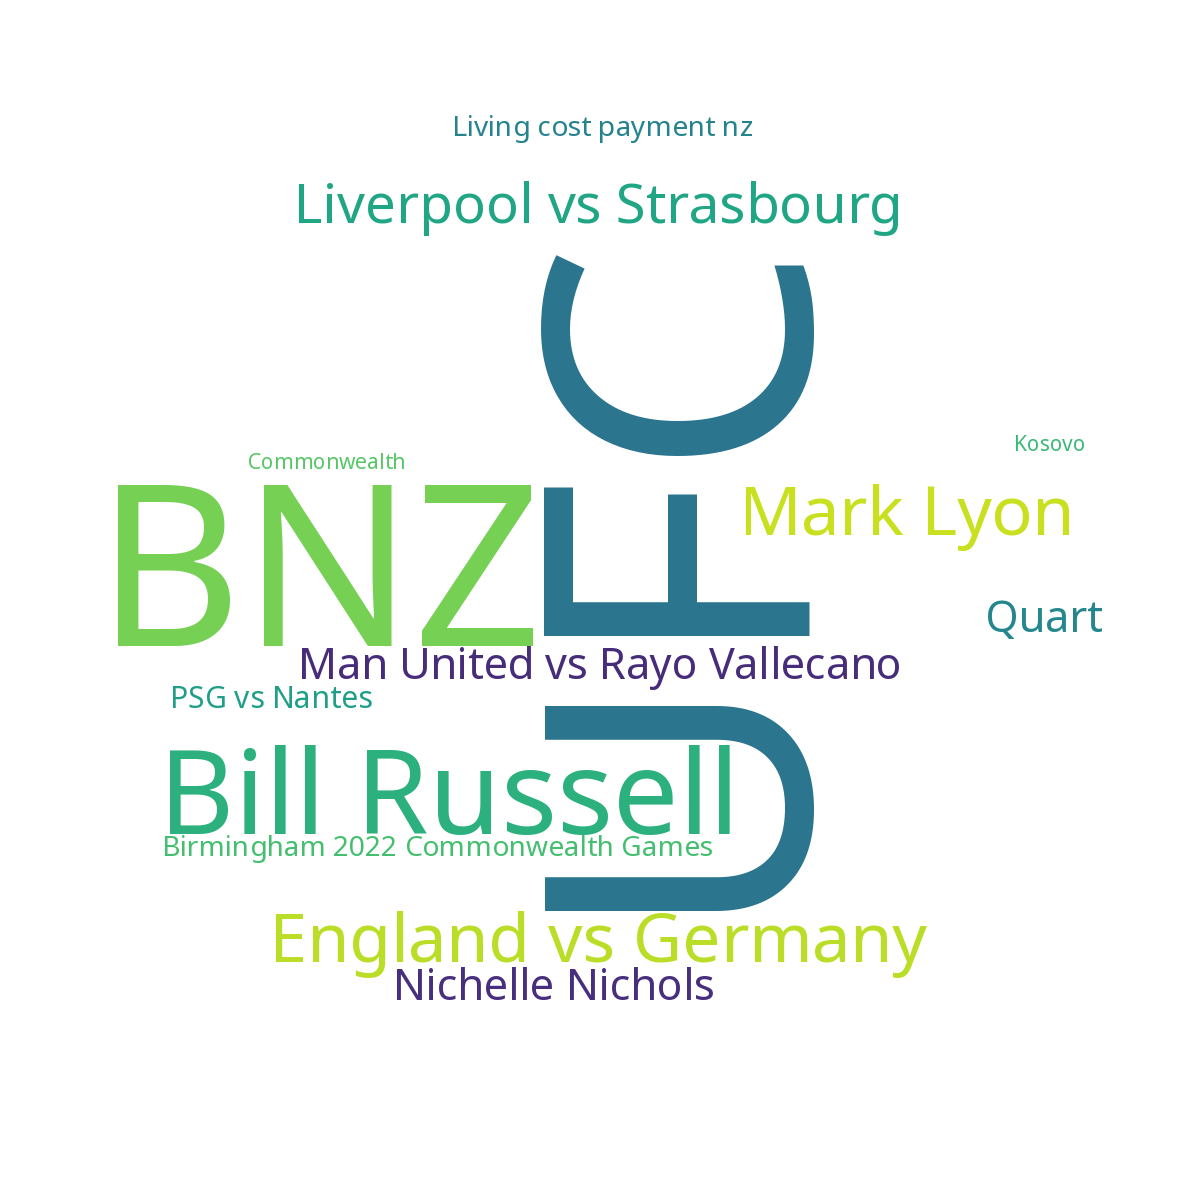 Living cost payment nz
Liverpool vs Strasbourg
UFC
Kosovo
Commonwealth
BNZ
Mark Lyon
Quart
Man United vs Rayo Vallecano
PSG vs Nantes
Bill Russell
Birmingham 2022 Commonwealth Games
England vs Germany
Nichelle Nichols